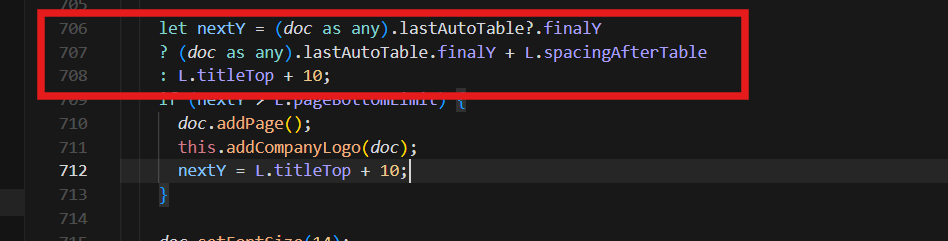 705
706 let nextY = (doc as any).lastAutoTable?.finalY
707 ? (doc as any).lastAutoTable.finalY + L.spacingAfterTable
708 : L.titleTop + 10;
709 if (nextY > L.pageBottomLimit) {
710 doc.addPage();
711 this.addCompanyLogo(doc);
712 nextY = L.titleTop + 10;
713 }
714
715 doc.setFontSize(14);